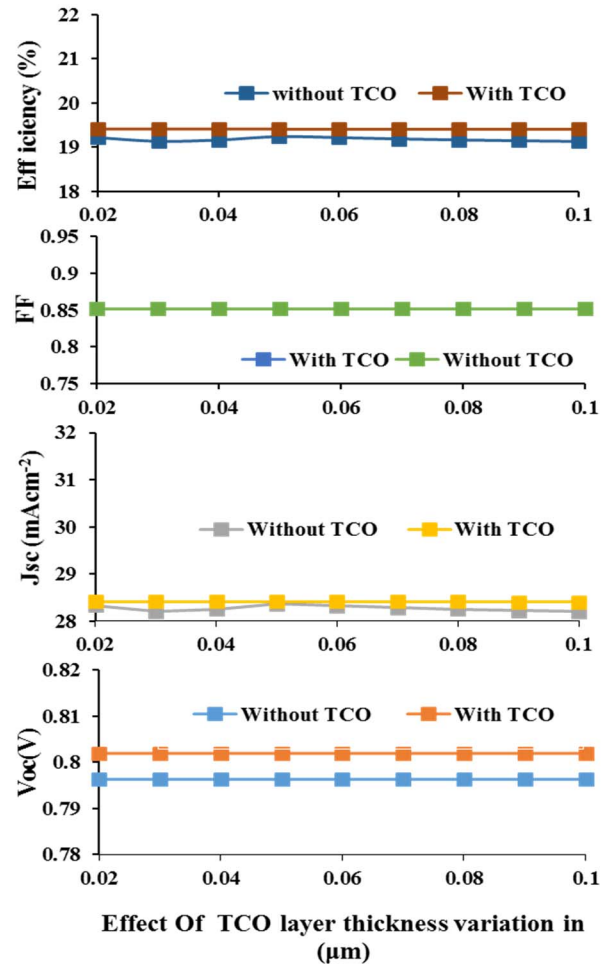 22
21
20
19
18
Eff iciency (%)
without TCO With TCO
0.02 0.04 0.06 0.08 0.1
0.95
0.9
0.85
0.8
0.75
FF
With TCO Without TCO
0.02 0.04 0.06 0.08 0.1
32
31
30
29
28
Jsc (mAcm⁻²)
Without TCO With TCO
0.02 0.04 0.06 0.08 0.1
0.82
0.81
0.8
0.79
0.78
Voc(V)
Without TCO With TCO
0.02 0.04 0.06 0.08 0.1
Effect Of TCO layer thickness variation in
(µm)